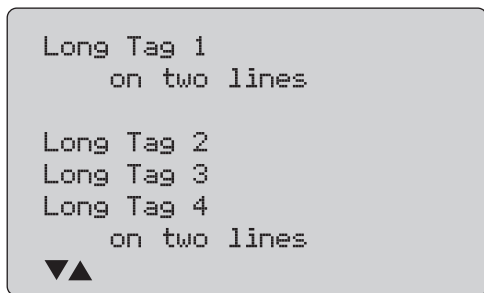 Long Tag 1
on two lines
Long Tag 2
Long Tag 3
Long Tag 4
on two lines
▼▲